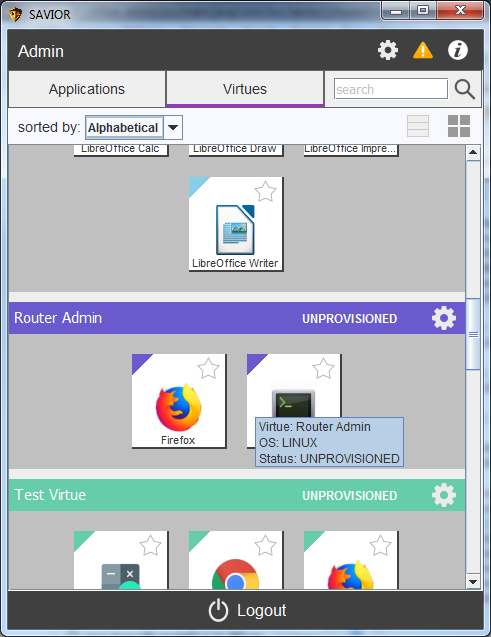 SAVIOR
Admin
Applications
Virtues
search
sorted by:
Alphabetical
LibreOffice Calc
LibreOffice Draw
LibreOffice Impre...
LibreOffice Writer
Router Admin
UNPROVISIONED
Firefox
Virtue: Router Admin
OS: LINUX
Status: UNPROVISIONED
Test Virtue
UNPROVISIONED
Logout